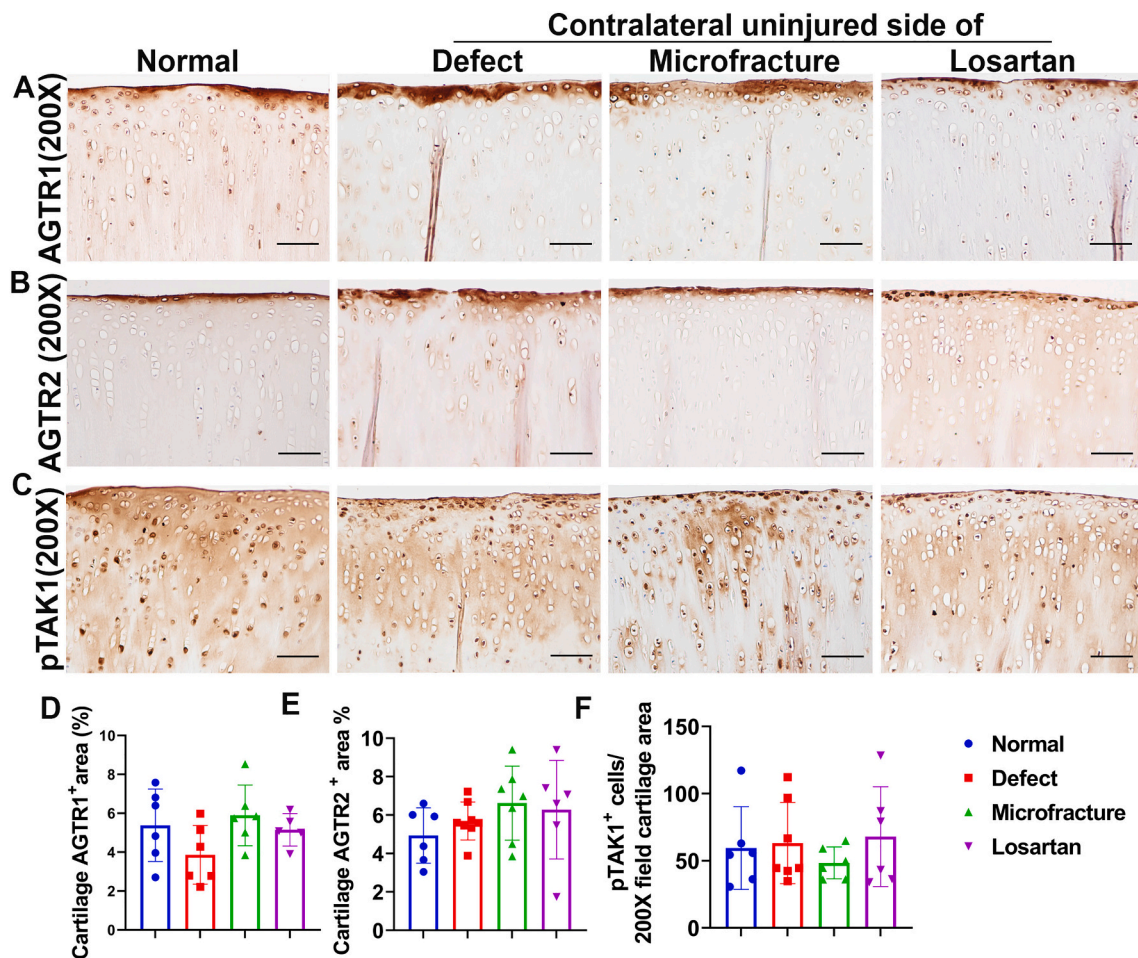 Contralateral uninjured side of
Normal Defect Microfracture Losartan
A AGTR1(200X)
B AGTR2 (200X)
C pTAK1(200X)
D E F
Cartilage AGTR1+ area (%)
10
8
6
4
2
0
Cartilage AGTR2 + area %
10
8
6
4
2
0
pTAK1+ cells/
200X field cartilage area
150
100
50
0
Normal
Defect
Microfracture
Losartan